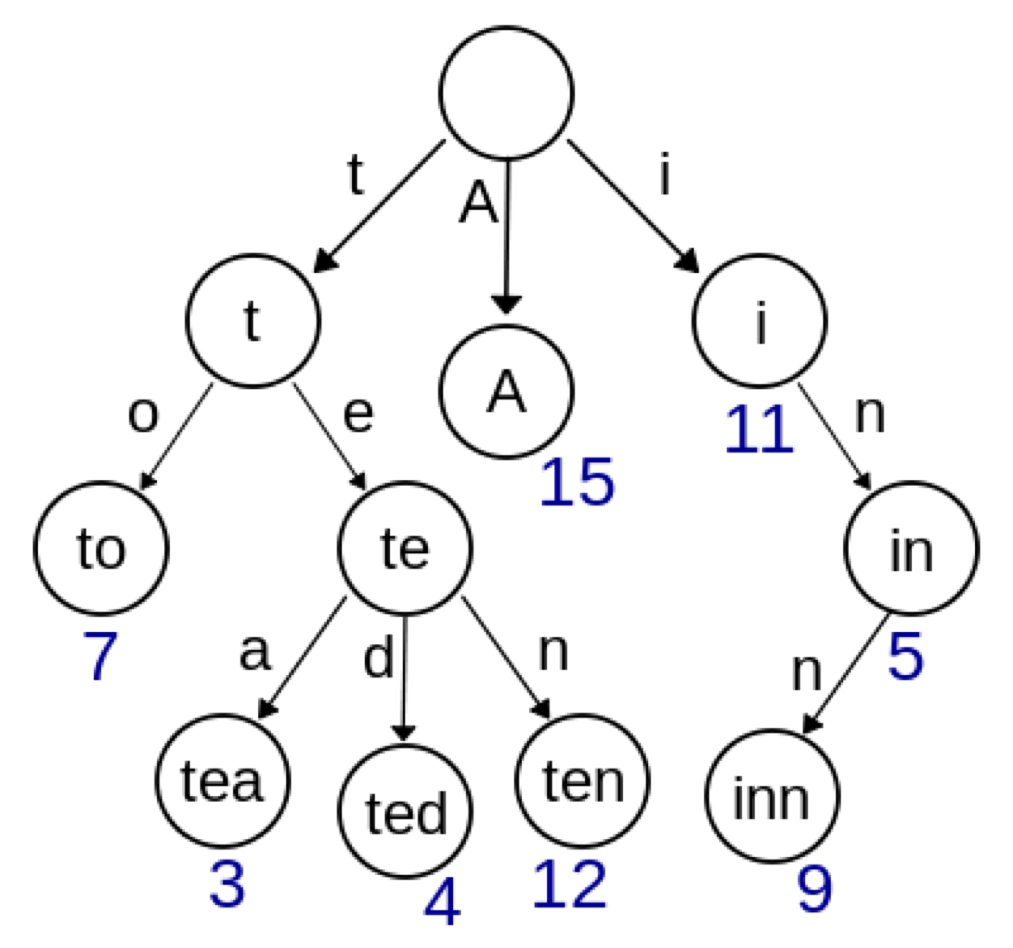 t A i
t i
A
o e 11 n
15
to te in
7 5
a d n n
tea ted ten inn
3 4 12 9